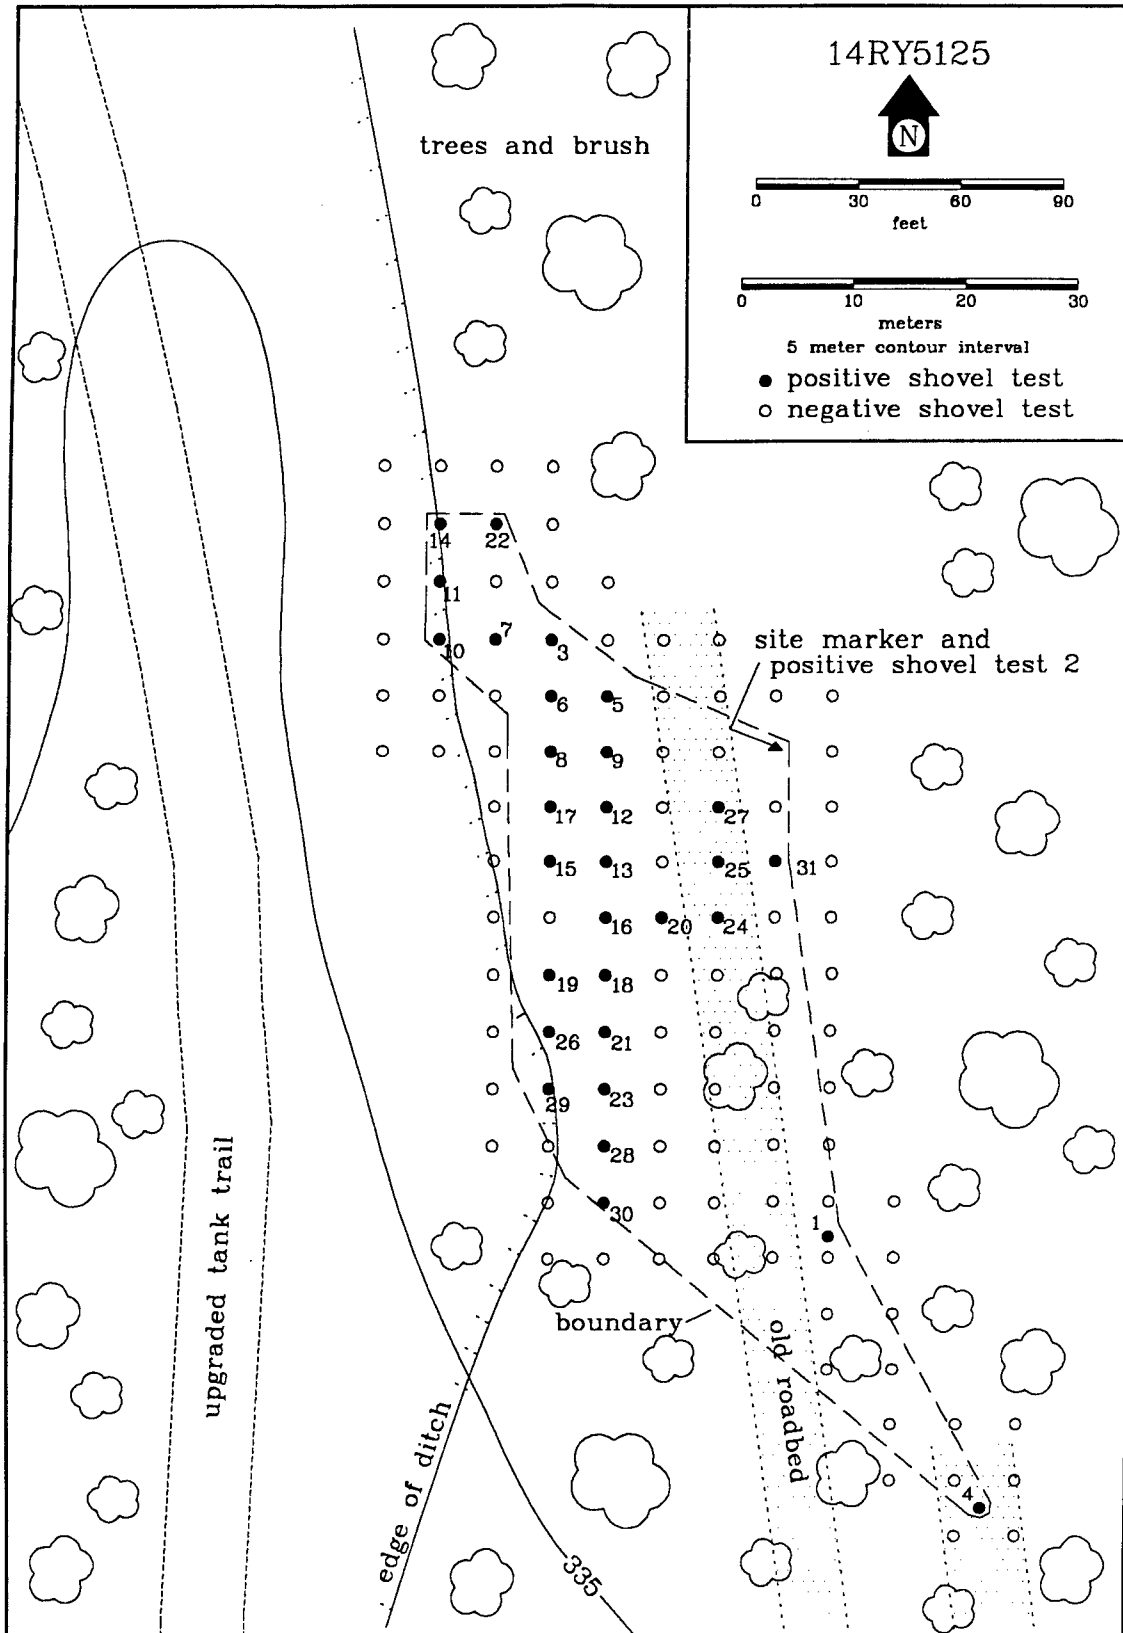 14RY5125
N
0 30 60 90
feet
0 10 20 30
meters
5 meter contour interval
positive shovel test
negative shovel test
trees and brush
14 22
11
10 7 3
site marker and
positive shovel test 2
6 5
8 9
17 12 27
15 13 25 31
16 20 24
19 18
26 21
29 23
28
30 1
boundary
upgraded tank trail
edge of ditch
old roadbed
4
335